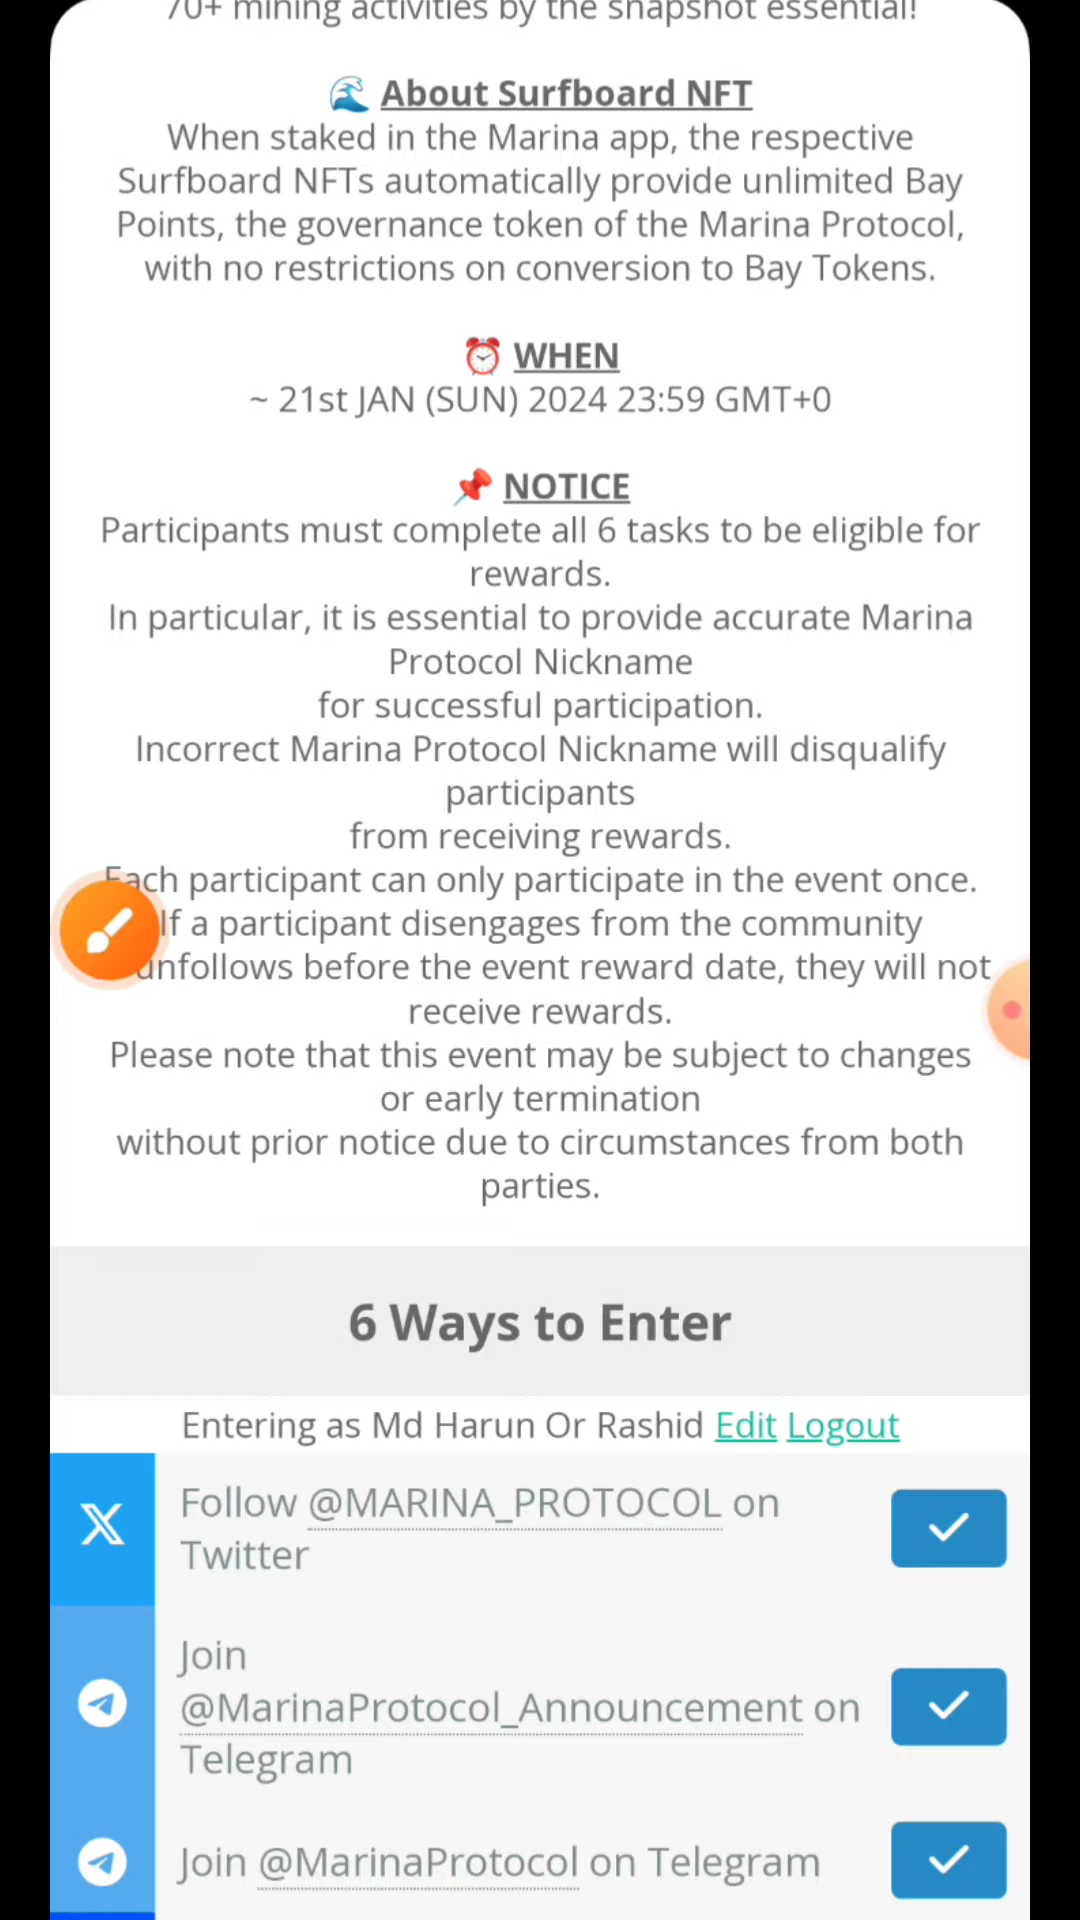 70+ mining activities by the snapshot essential!
About Surfboard NFT
When staked in the Marina app, the respective
Surfboard NFTs automatically provide unlimited Bay
Points, the governance token of the Marina Protocol,
with no restrictions on conversion to Bay Tokens.
WHEN
~ 21st JAN (SUN) 2024 23:59 GMT+0
NOTICE
Participants must complete all 6 tasks to be eligible for
rewards.
In particular, it is essential to provide accurate Marina
Protocol Nickname
for successful participation.
Incorrect Marina Protocol Nickname will disqualify
participants
from receiving rewards.
Each participant can only participate in the event once.
If a participant disengages from the community
unfollows before the event reward date, they will not
receive rewards.
Please note that this event may be subject to changes
or early termination
without prior notice due to circumstances from both
parties.
6 Ways to Enter
Entering as Md Harun Or Rashid Edit Logout
Follow @MARINA_PROTOCOL on
Twitter
Join
@MarinaProtocol_Announcement on
Telegram
Join @MarinaProtocol on Telegram